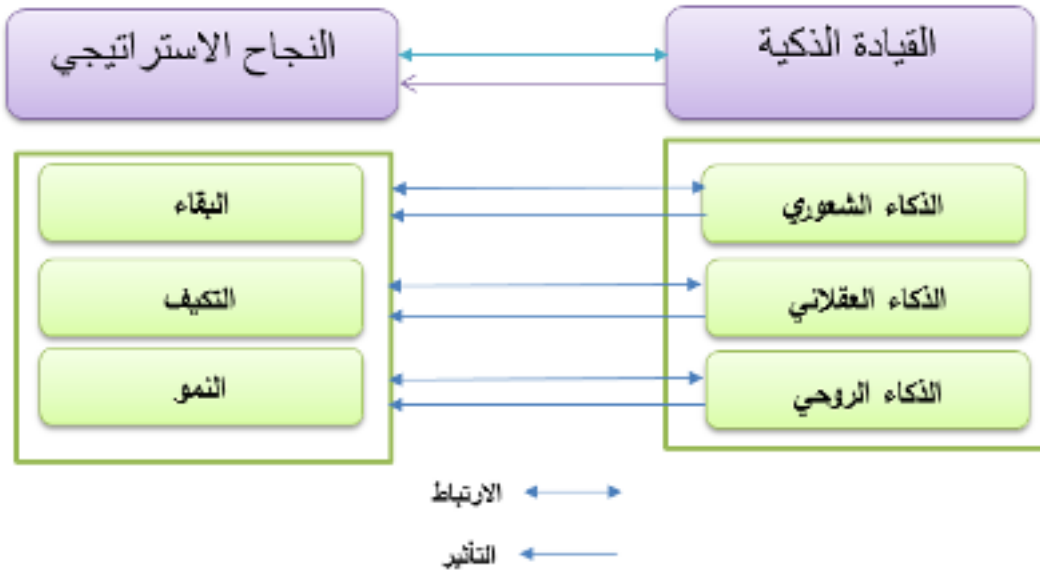 القيادة الذكية
النجاح الاستراتيجي
الذكاء الشعوري
البقاء
الذكاء العقلاني
التكيف
الذكاء الروحي
النمو
الارتباط
التأثير